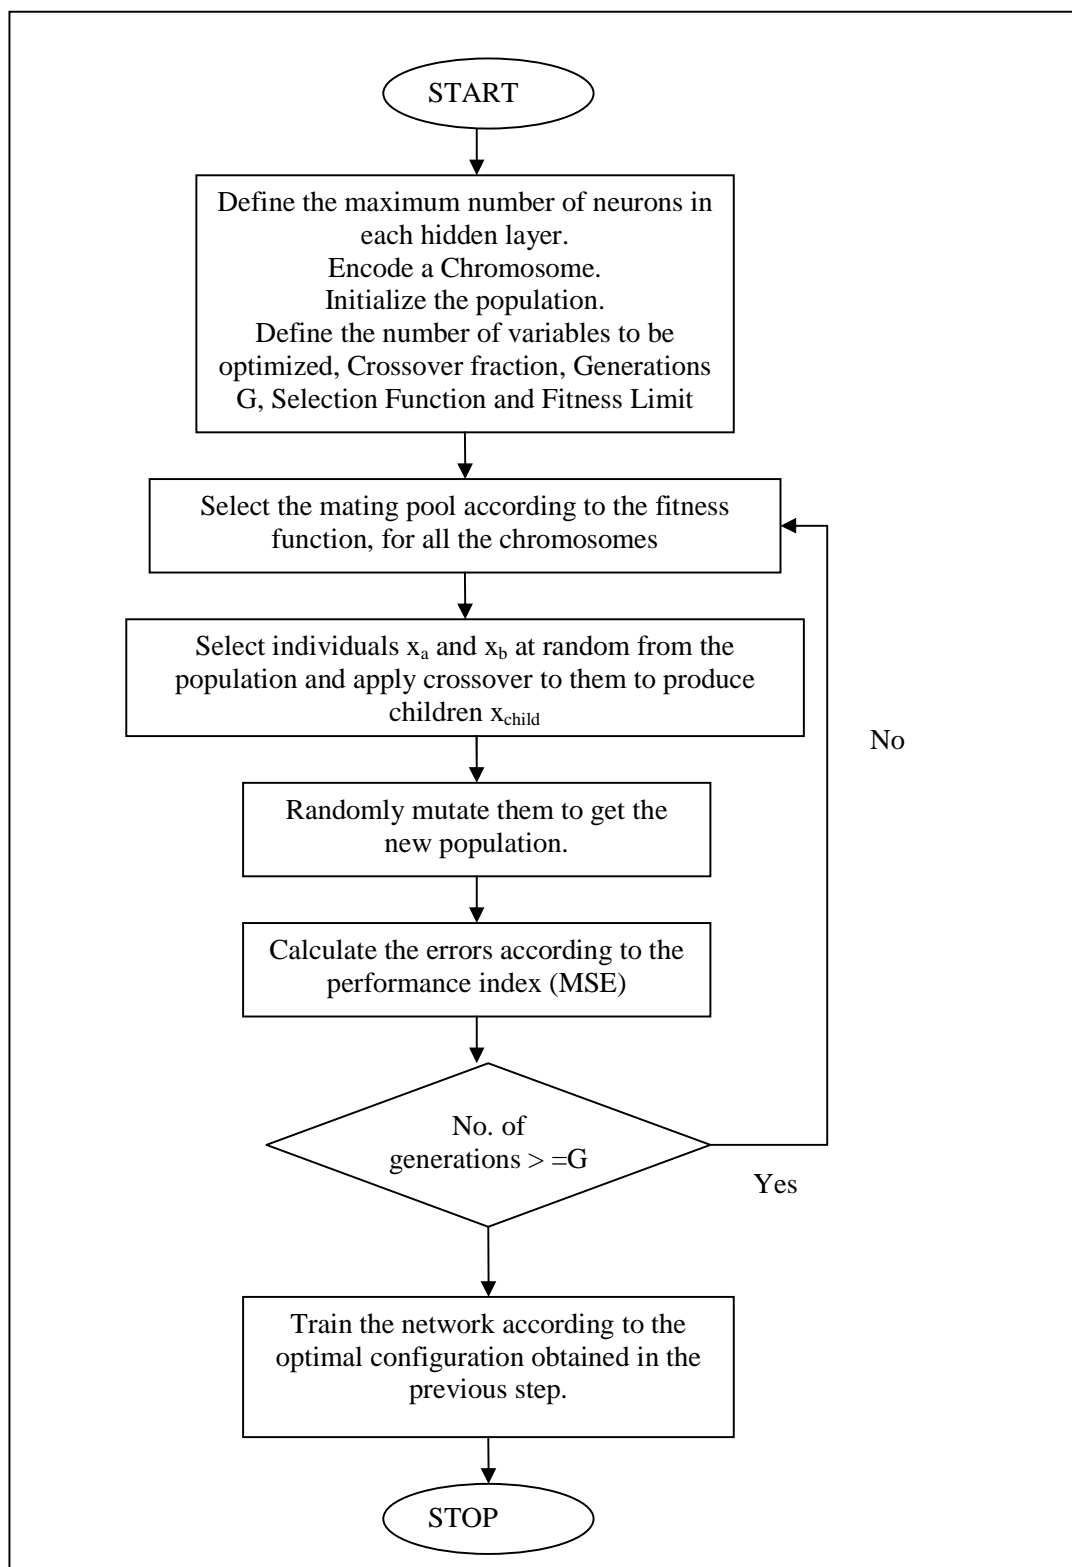 START
Define the maximum number of neurons in
each hidden layer.
Encode a Chromosome.
Initialize the population.
Define the number of variables to be
optimized, Crossover fraction, Generations
G, Selection Function and Fitness Limit
Select the mating pool according to the fitness
function, for all the chromosomes
Select individuals xa and xb at random from the
population and apply crossover to them to produce
children xchild
No
Randomly mutate them to get the
new population.
Calculate the errors according to the
performance index (MSE)
No. of
generations > =G
Yes
Train the network according to the
optimal configuration obtained in the
previous step.
STOP